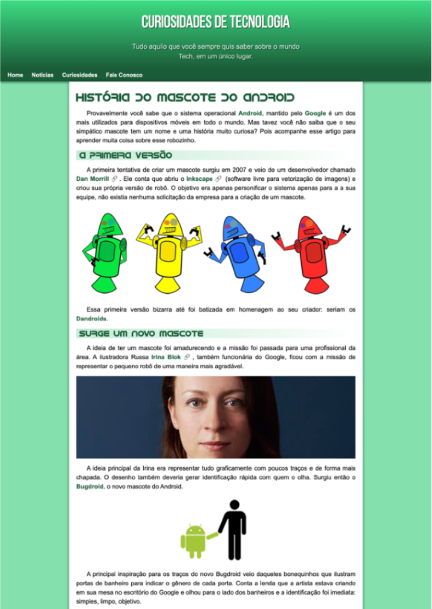 CURIOSIDADES DE TECNOLOGIA
Tudo aquilo que você sempre quis saber sobre o mundo
Tech, em um único lugar.
Home Notícias Curiosidades Fale Conosco
HISTÓRIA DO MASCOTE DO ANDROID
Provavelmente você sabe que o sistema operacional Android, mantido pelo Google é um dos
mais utilizados para dispositivos móveis em todo o mundo. Mas tavez você não saiba que o seu
simpático mascote tem um nome e uma história muito curiosa? Pois acompanhe esse artigo para
aprender muita coisa sobre esse robozinho.
A PRIMEIRA VERSÃO
A primeira tentativa de criar um mascote surgiu em 2007 e veio de um desenvolvedor chamado
Dan Morrill . Ele conta que abriu o Inkscape (software livre para vetorização de imagens) e
criou sua própria versão de robô. O objetivo era apenas personificar o sistema apenas para a a sua
equipe, não existia nenhuma solicitação da empresa para a criação de um mascote.
Essa primeira versão bizarra até foi batizada em homenagem ao seu criador: seriam os
Dandroids.
SURGE UM NOVO MASCOTE
A ideia de ter um mascote foi amadurecendo e a missão foi passada para uma profissional da
área. A ilustradora Russa Irina Blok , também funcionária do Google, ficou com a missão de
representar o pequeno robô de uma maneira mais agradável.
A ideia principal da Irina era representar tudo graficamente com poucos traços e de forma mais
chapada. O desenho também deveria gerar identificação rápida com quem o olha. Surgiu então o
Bugdroid, o novo mascote do Android.
A principal inspiração para os traços do novo Bugdroid veio daqueles bonequinhos que ilustram
portas de banheiro para indicar o gênero de cada porta. Conta a lenda que a artista estava criando
em sua mesa no escritório do Google e olhou para o lado dos banheiros e a identificação foi imediata:
simples, limpo, objetivo.